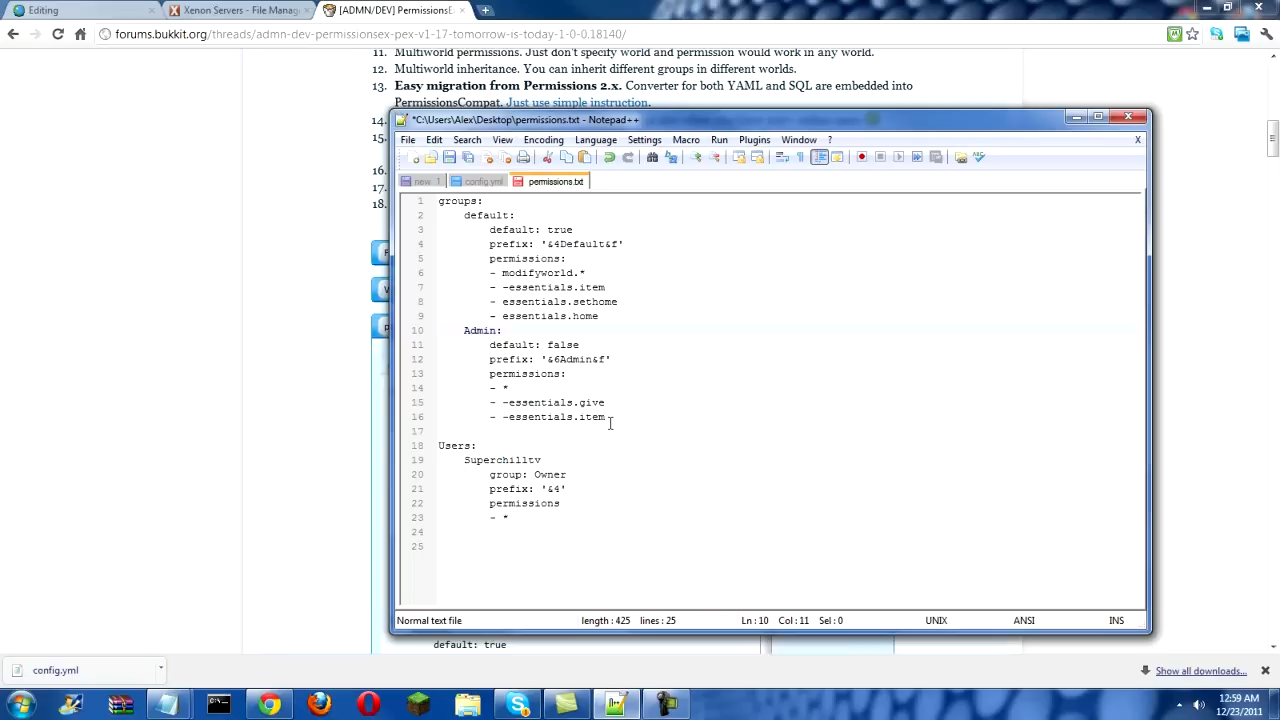 Editing
Xenon Servers - File Manag
[ADMN/DEV] PermissionsE
forums.bukkit.org/threads/admn-dev-permissionsex-pex-v1-17-tomorrow-is-today-1-0-0.18140/
11. Multiworld permissions. Just don't specify world and permission would work in any world.
12. Multiworld inheritance. You can inherit different groups in different worlds.
13. Easy migration from Permissions 2.x. Converter for both YAML and SQL are embedded into
PermissionsCompat. Just use simple instruction.
14.
15.
16.
17.
18.
*C:\Users\Alex\Desktop\permissions.txt - Notepad++
File Edit Search View Encoding Language Settings Macro Run Plugins Window ? X
new 1 config.yml permissions.txt
1 groups:
2 default:
3 default: true
4 prefix: '&4Default&f'
5 permissions:
6 - modifyworld.*
7 - -essentials.item
8 - essentials.sethome
9 - essentials.home
10 Admin:
11 default: false
12 prefix: '&6Admin&f'
13 permissions:
14 - *
15 - -essentials.give
16 - -essentials.item
17
18 Users:
19 Superchilltv
20 group: Owner
21 prefix: '&4'
22 permissions
23 - *
24
25
Normal text file length : 425 lines : 25 Ln : 10 Col : 11 Sel : 0 UNIX ANSI INS
default: true
config.yml
Show all downloads...
12:59 AM
12/23/2011